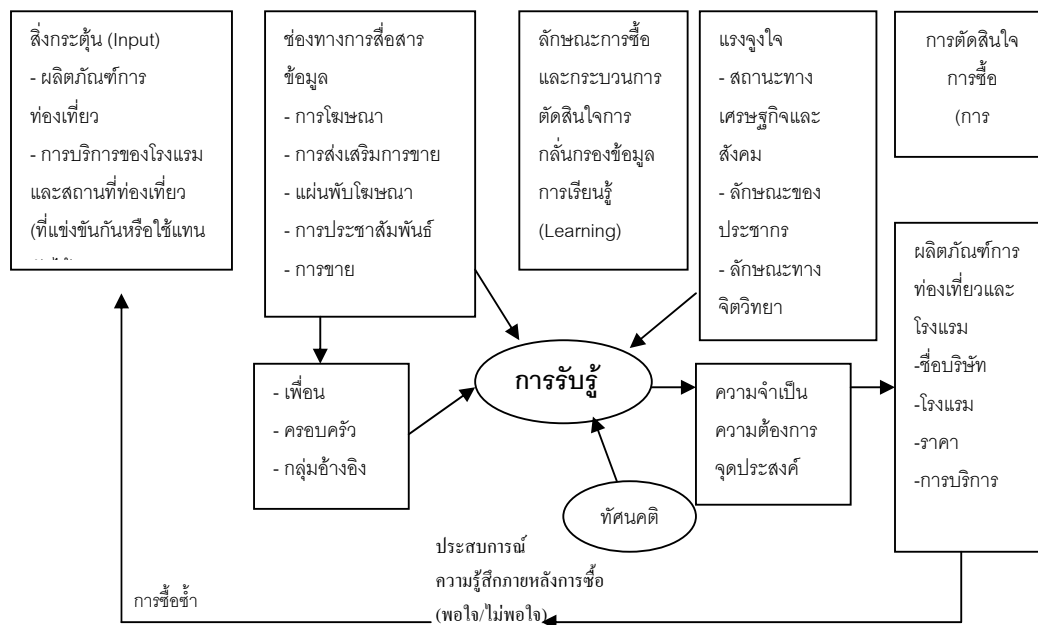 สิ่งกระตุ้น (Input)
- ผลิตภัณฑ์การ
ท่องเที่ยว
- การบริการของโรงแรม
และสถานที่ท่องเที่ยว
(ที่แข่งขันกันหรือใช้แทน
ช่องทางการสื่อสาร
ข้อมูล
- การโฆษณา
- การส่งเสริมการขาย
- แผ่นพับโฆษณา
- การประชาสัมพันธ์
- การขาย
ลักษณะการซื้อ
และกระบวนการ
ตัดสินใจการ
กลั่นกรองข้อมูล
การเรียนรู้
(Learning)
แรงจูงใจ
- สถานะทาง
เศรษฐกิจและ
สังคม
- ลักษณะของ
ประชากร
- ลักษณะทาง
จิตวิทยา
การตัดสินใจ
การซื้อ
(การ
- เพื่อน
- ครอบครัว
- กลุ่มอ้างอิง
การรับรู้
ทัศนคติ
ความจำเป็น
ความต้องการ
จุดประสงค์
ผลิตภัณฑ์การ
ท่องเที่ยวและ
โรงแรม
-ชื่อบริษัท
-โรงแรม
-ราคา
-การบริการ
ประสบการณ์
ความรู้สึกภายหลังการซื้อ
(พอใจ/ไม่พอใจ)
การซื้อซ้ำ